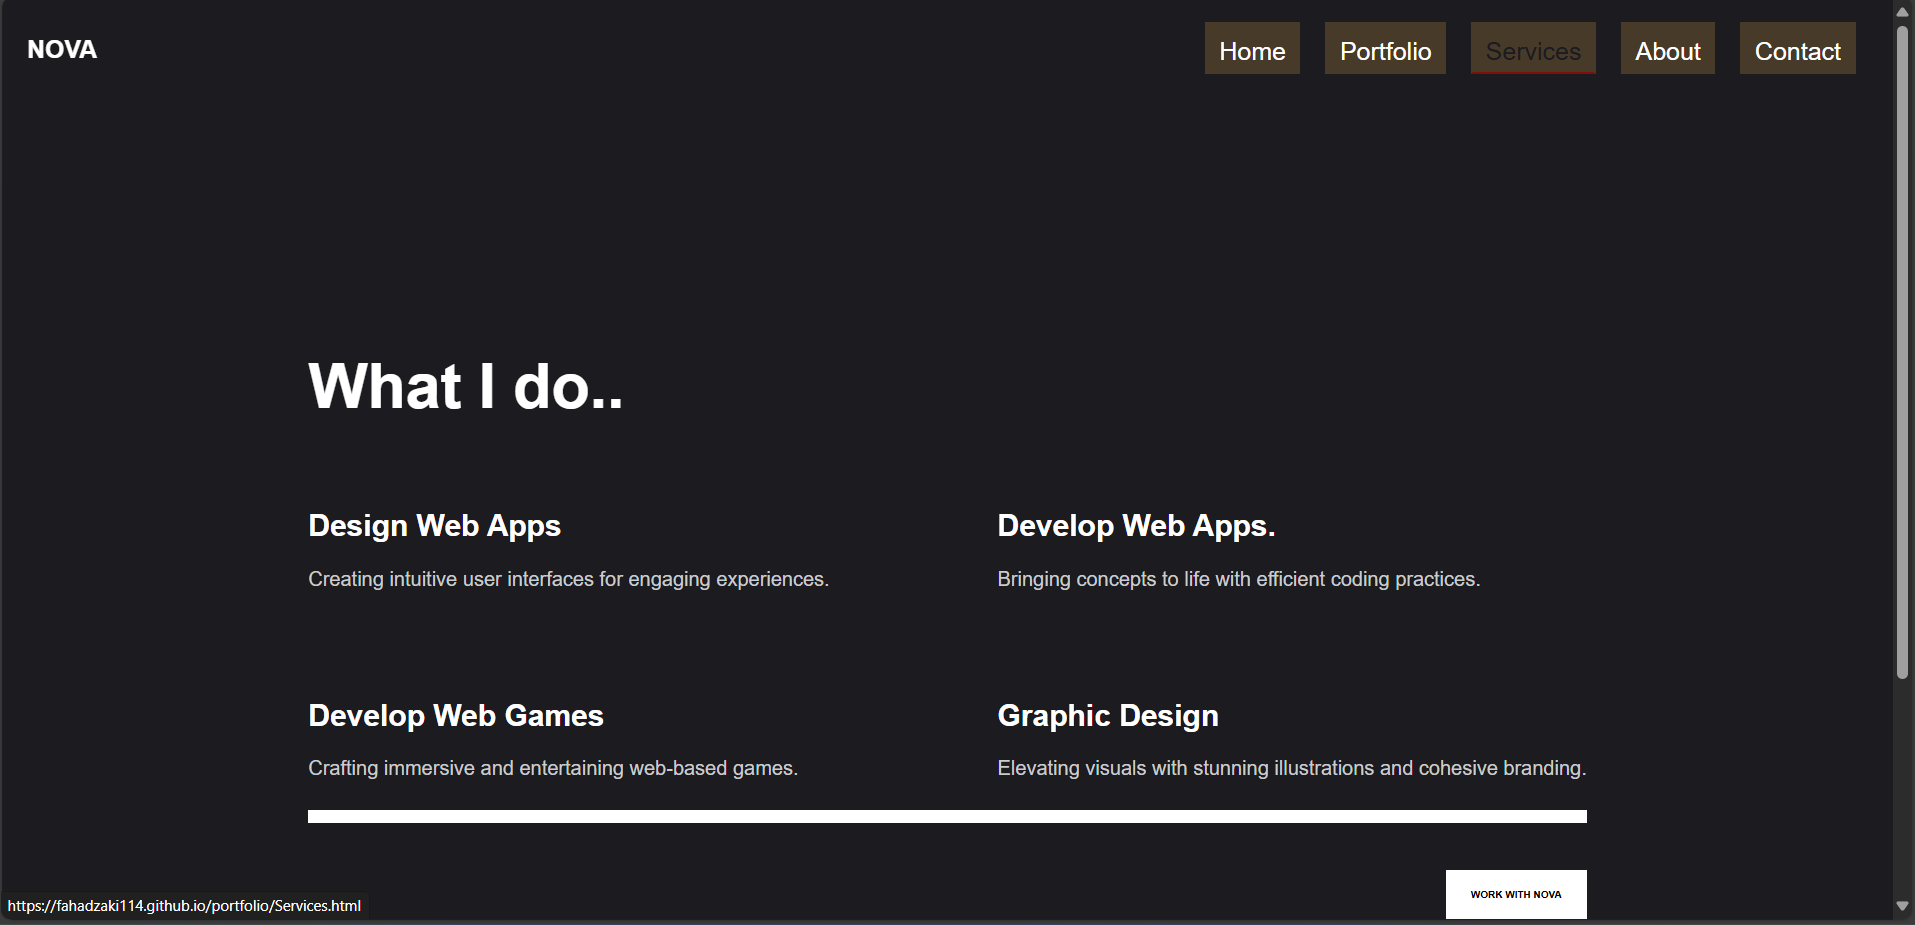 NOVA
Home Portfolio Services About Contact
What I do..
Design Web Apps
Creating intuitive user interfaces for engaging experiences.
Develop Web Apps.
Bringing concepts to life with efficient coding practices.
Develop Web Games
Crafting immersive and entertaining web-based games.
Graphic Design
Elevating visuals with stunning illustrations and cohesive branding.
WORK WITH NOVA
https://fahadzaki114.github.io/portfolio/Services.html